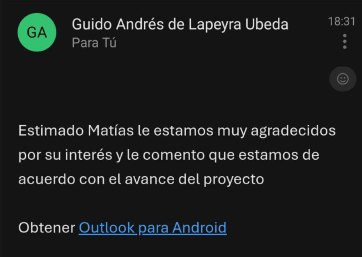 GA
Guido Andrés de Lapeyra Ubeda
18:31
Para Tú
Estimado Matías le estamos muy agradecidos
por su interés y le comento que estamos de
acuerdo con el avance del proyecto
Obtener Outlook para Android